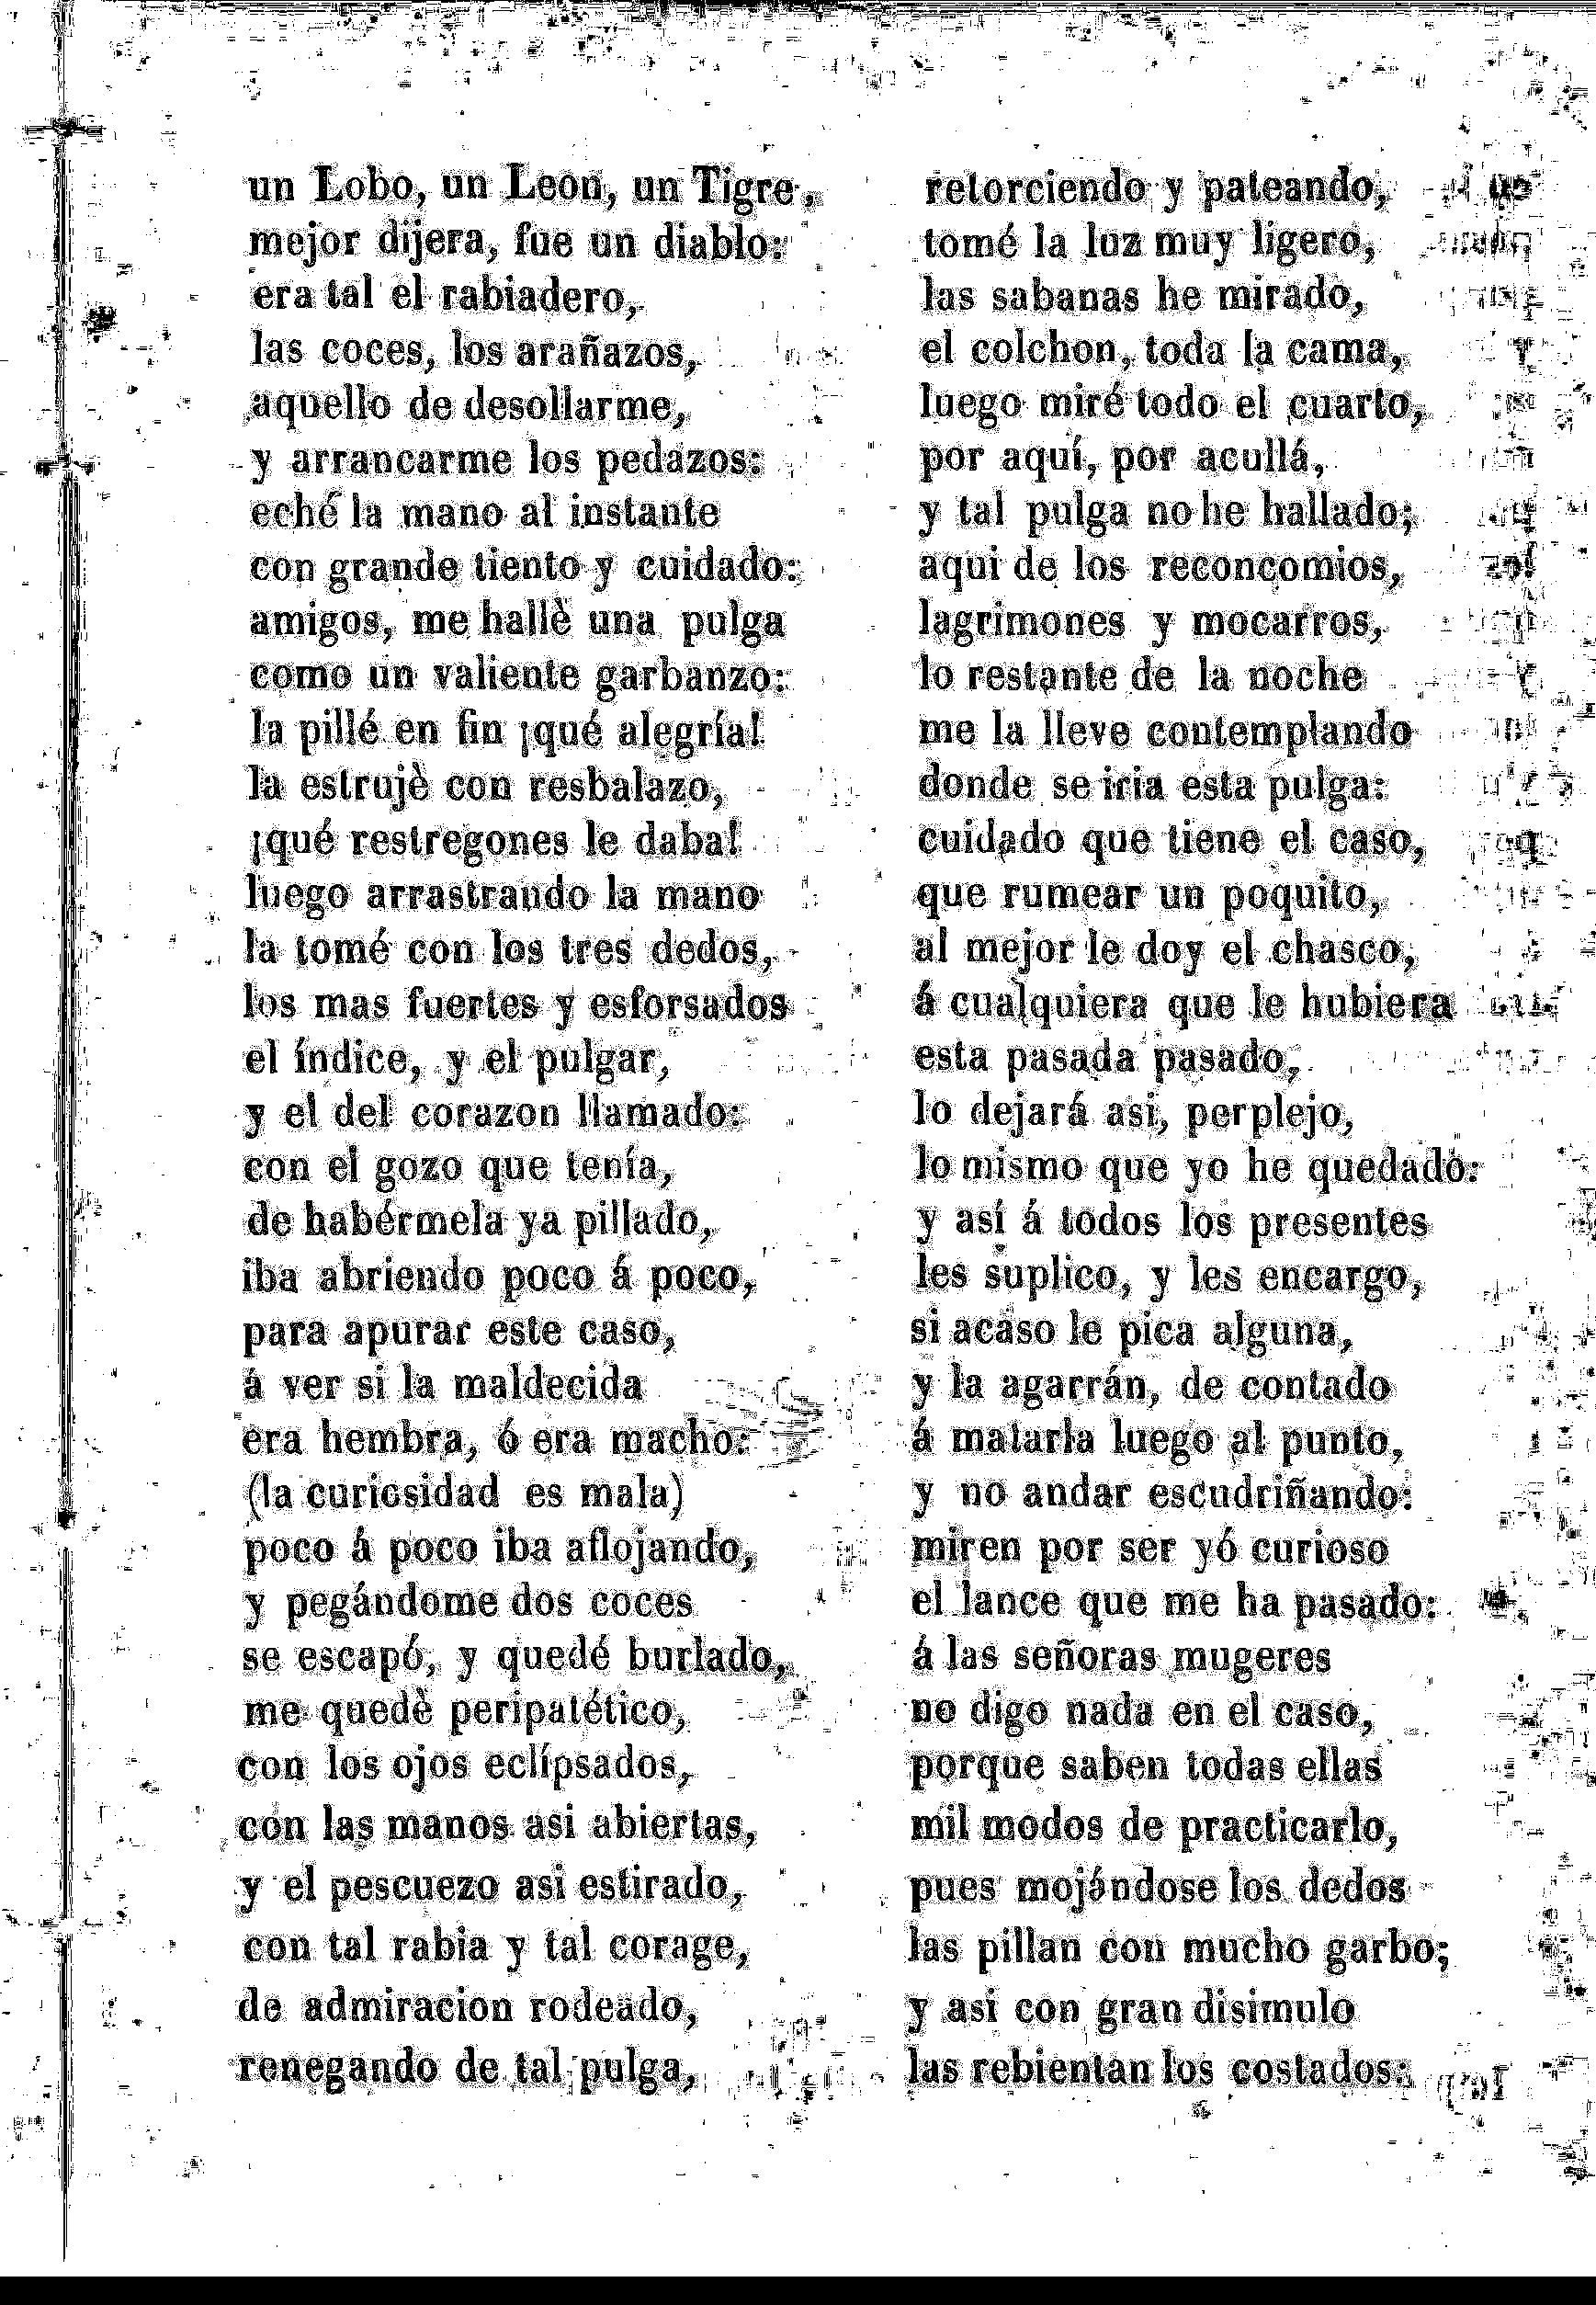 un Lobo, un Leon, un Tigre,
mejor dijera, fue un diablo:
era tal el rabiadero,
las coces, los arañazos,
aquello de desollarme,
y arrancarme los pedazos:
eché la mano al instante
con grande tiento y cuidado:
amigos, me hallè una pulga
como un valiente garbanzo:
la pillé en fin ¡qué alegría!
la estrujè con resbalazo,
¡qué restregones le daba!
luego arrastrando la mano
la tomé con los tres dedos,
los mas fuertes y esforsados
el índice, y el pulgar,
y el del corazon llamado:
con el gozo que tenía,
de habérmela ya pillado,
iba abriendo poco á poco,
para apurar este caso,
á ver si la maldecida
era hembra, ó era macho:
(la curiosidad es mala)
poco á poco iba aflojando,
y pegándome dos coces
se escapó, y quedé burlado,
me quedè peripatético,
con los ojos eclípsados,
con las manos asi abiertas,
y el pescuezo asi estirado,
con tal rabia y tal corage,
de admiracion rodeado,
renegando de tal pulga,
retorciendo y pateando,
tomé la luz muy ligero,
las sabanas he mirado,
el colchon, toda la cama,
luego miré todo el cuarto,
por aquí, por acullá,
y tal pulga no he hallado;
aqui de los reconcomios,
lagrimones y mocarros,
lo restante de la noche
me la lleve contemplando
donde se iria esta pulga:
cuidado que tiene el caso,
que rumear un poquito,
al mejor le doy el chasco,
á cualquiera que le hubiera
esta pasada pasado,
lo dejará asi, perplejo,
lo mismo que yo he quedado:
y así á todos los presentes
les suplico, y les encargo,
si acaso le pica alguna,
y la agarrán, de contado
á matarla luego al punto,
y no andar escudriñando:
miren por ser yó curioso
el lance que me ha pasado:
á las señoras mugeres
no digo nada en el caso,
porque saben todas ellas
mil modos de practicarlo,
pues mojándose los dedos
las pillan con mucho garbo;
y asi con gran disimulo
las rebientan los costados: